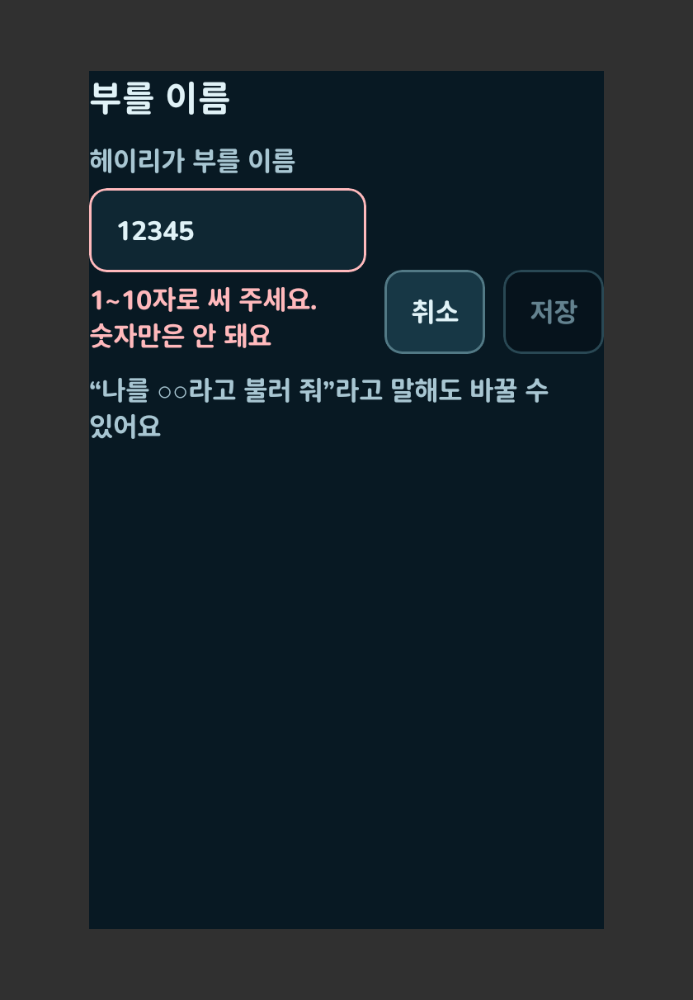 부를 이름
헤이리가 부를 이름
12345
1~10자로 써 주세요.
숫자만은 안 돼요
취소
저장
“나를 ○○라고 불러 줘”라고 말해도 바꿀 수
있어요